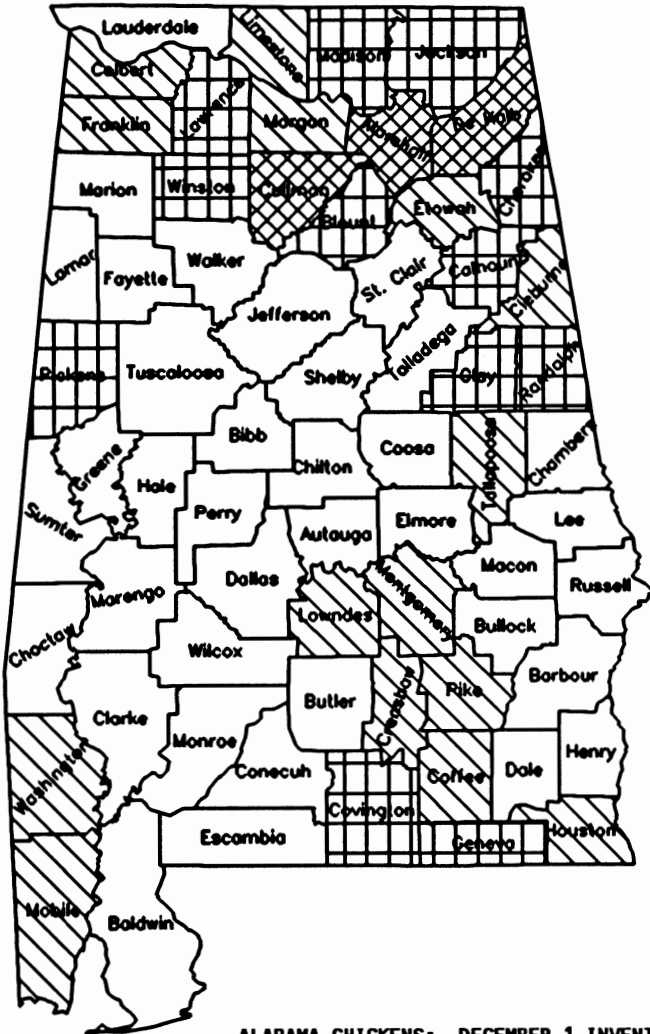 Lauderdale
Limestone
Madison
Jackson
Colbert
Lawrence
Franklin
Morgan
Marshall
De Kalb
Marion
Winston
Cullman
Blount
Etowah
Cherokee
Lamar
Fayette
Walker
St. Clair
Calhoun
Cleburne
Jefferson
Pickens
Tuscaloosa
Shelby
Talladega
Clay
Randolph
Greene
Hale
Bibb
Chilton
Coosa
Tallapoosa
Chambers
Sumter
Perry
Autauga
Elmore
Lee
Macon
Russell
Marengo
Dallas
Lowndes
Montgomery
Bullock
Choctaw
Wilcox
Butler
Crenshaw
Pike
Barbour
Clarke
Monroe
Conecuh
Coffee
Dale
Henry
Washington
Covington
Escambia
Geneva
Houston
Mobile
Baldwin
ALABAMA CHICKENS: DECEMBER 1 INVENT